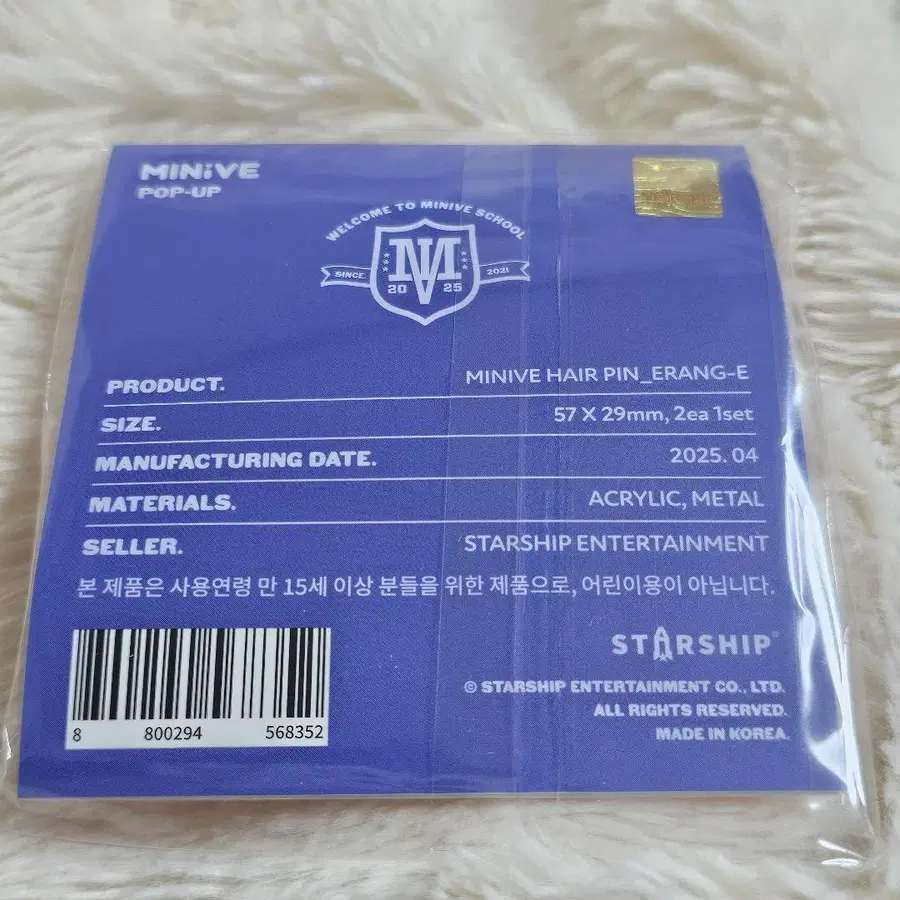 MINiVE
POP-UP
WELCOME TO MINIVE SCHOOL
SINCE. 2021
MV
20 25
PRODUCT. MINIVE HAIR PIN_ERANG-E
SIZE. 57 X 29mm, 2ea 1set
MANUFACTURING DATE. 2025. 04
MATERIALS. ACRYLIC, METAL
SELLER. STARSHIP ENTERTAINMENT
본 제품은 사용연령 만 15세 이상 분들을 위한 제품으로, 어린이용이 아닙니다.
STARSHIP®
© STARSHIP ENTERTAINMENT CO., LTD.
ALL RIGHTS RESERVED.
MADE IN KOREA.
8 800294 568352